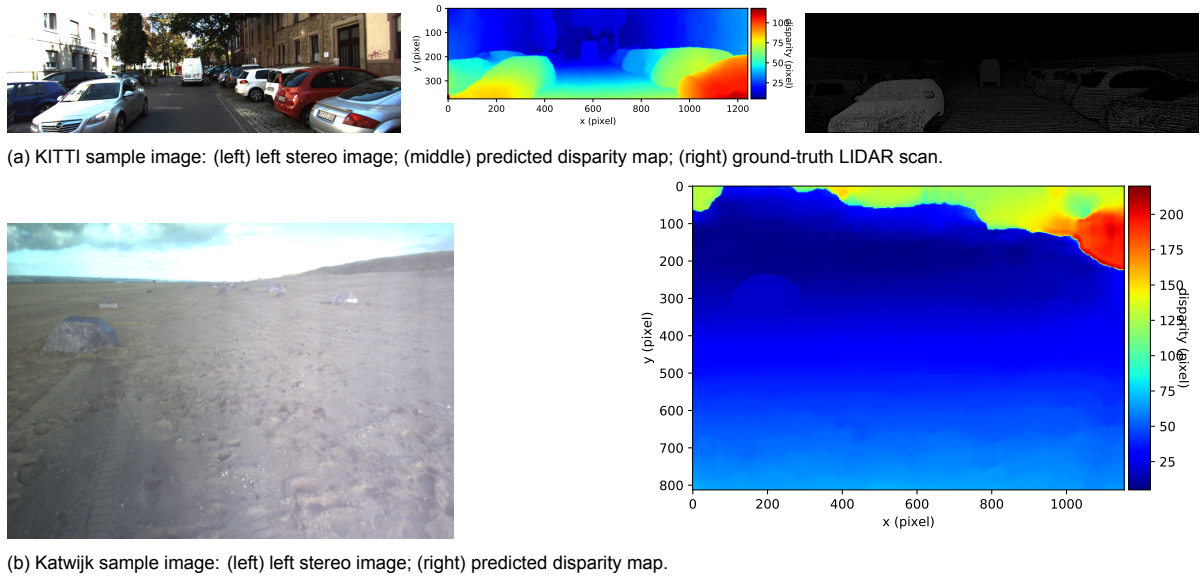 0
100
200
300
y (pixel)
0 200 400 600 800 1000 1200
x (pixel)
100
75
50
25
disparity (pixel)
(a) KITTI sample image: (left) left stereo image; (middle) predicted disparity map; (right) ground-truth LIDAR scan.
0
100
200
300
400
500
600
700
800
y (pixel)
0 200 400 600 800 1000
x (pixel)
200
175
150
125
100
75
50
25
disparity (pixel)
(b) Katwijk sample image: (left) left stereo image; (right) predicted disparity map.